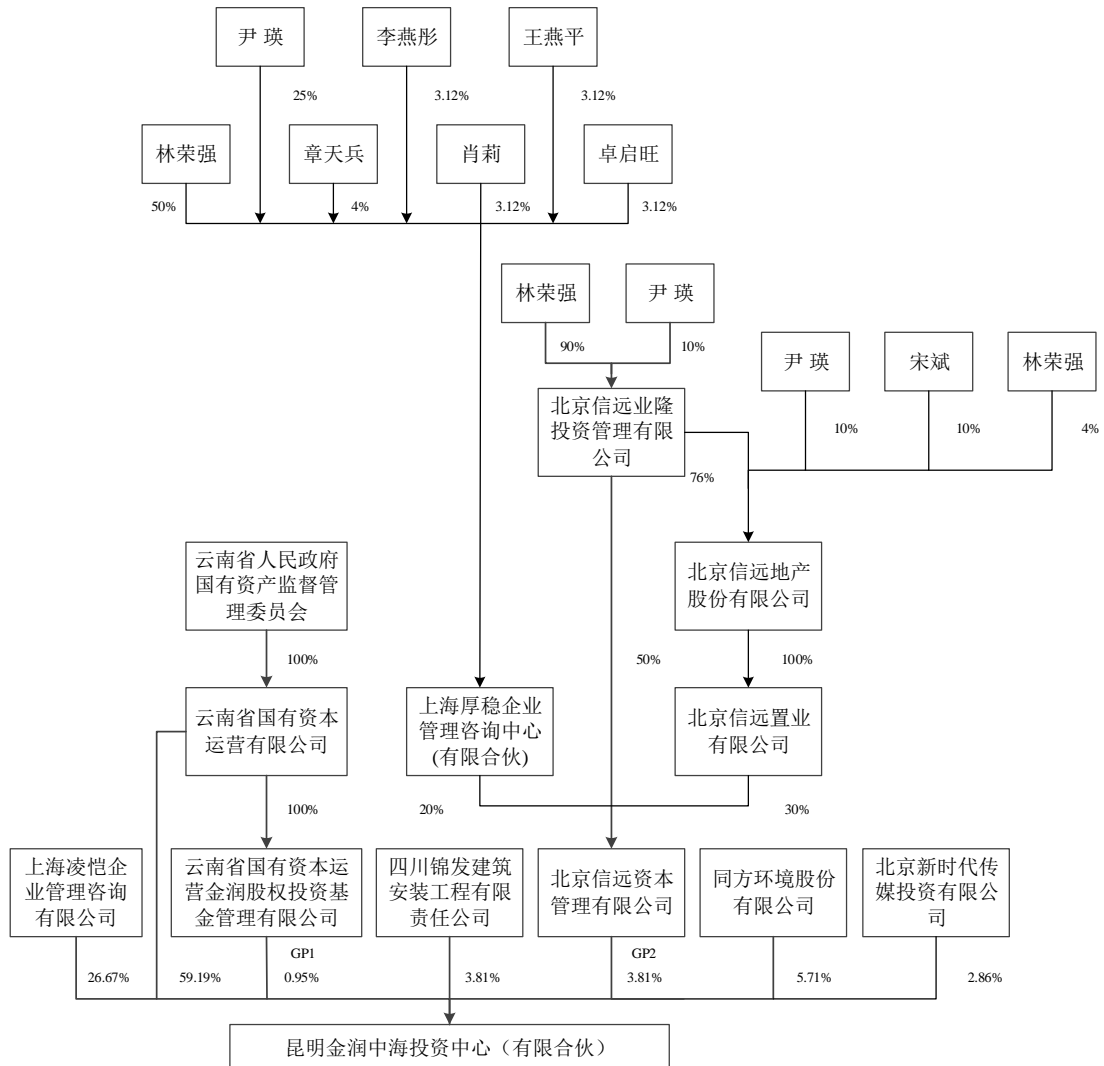 尹 瑛
李燕彤
王燕平
25%
3.12%
3.12%
林荣强
章天兵
肖莉
卓启旺
50%
4%
3.12%
3.12%
林荣强
尹 瑛
90%
10%
尹 瑛
宋斌
林荣强
北京信远业隆
投资管理有限
公司
10%
10%
4%
76%
云南省人民政府
国有资产监督管
理委员会
北京信远地产
股份有限公司
100%
50%
100%
云南省国有资本
运营有限公司
上海厚稳企业
管理咨询中心
(有限合伙)
北京信远置业
有限公司
100%
20%
30%
上海凌恺企
业管理咨询
有限公司
云南省国有资本运
营金润股权投资基
金管理有限公司
四川锦发建筑
安装工程有限
责任公司
北京信远资本
管理有限公司
同方环境股份
有限公司
北京新时代传
媒投资有限公
司
GP1
GP2
26.67%
59.19%
0.95%
3.81%
3.81%
5.71%
2.86%
昆明金润中海投资中心（有限合伙）